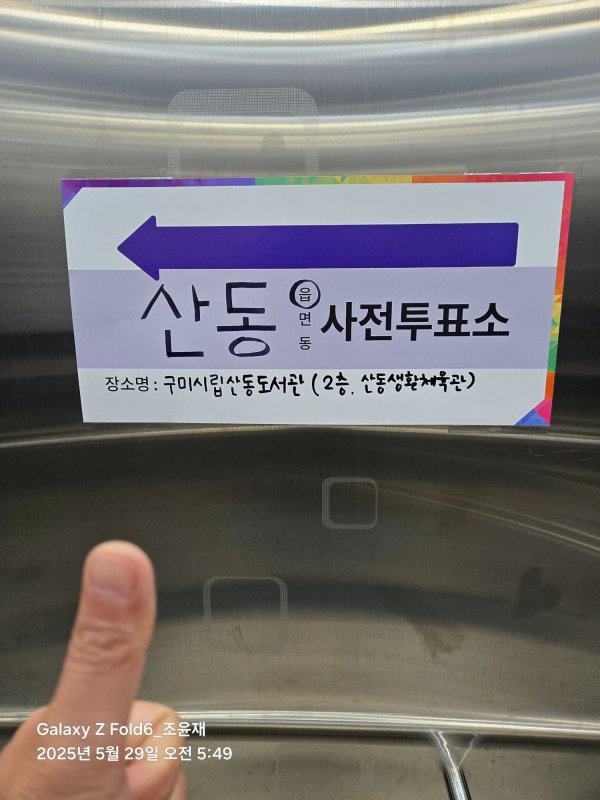 산동 읍 면 동 사전투표소
장소명 : 구미시립산동도서관 (2층, 산동생활체육관)
Galaxy Z Fold6_조윤재
2025년 5월 29일 오전 5:49